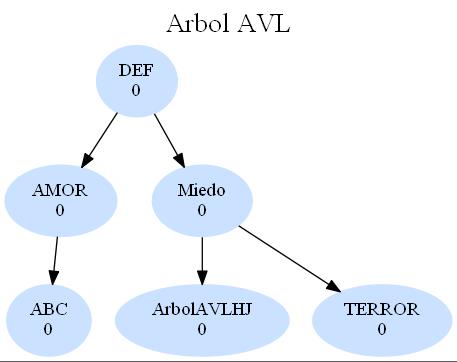 Arbol AVL
DEF
0
AMOR
0
Miedo
0
ABC
0
ArbolAVLHJ
0
TERROR
0